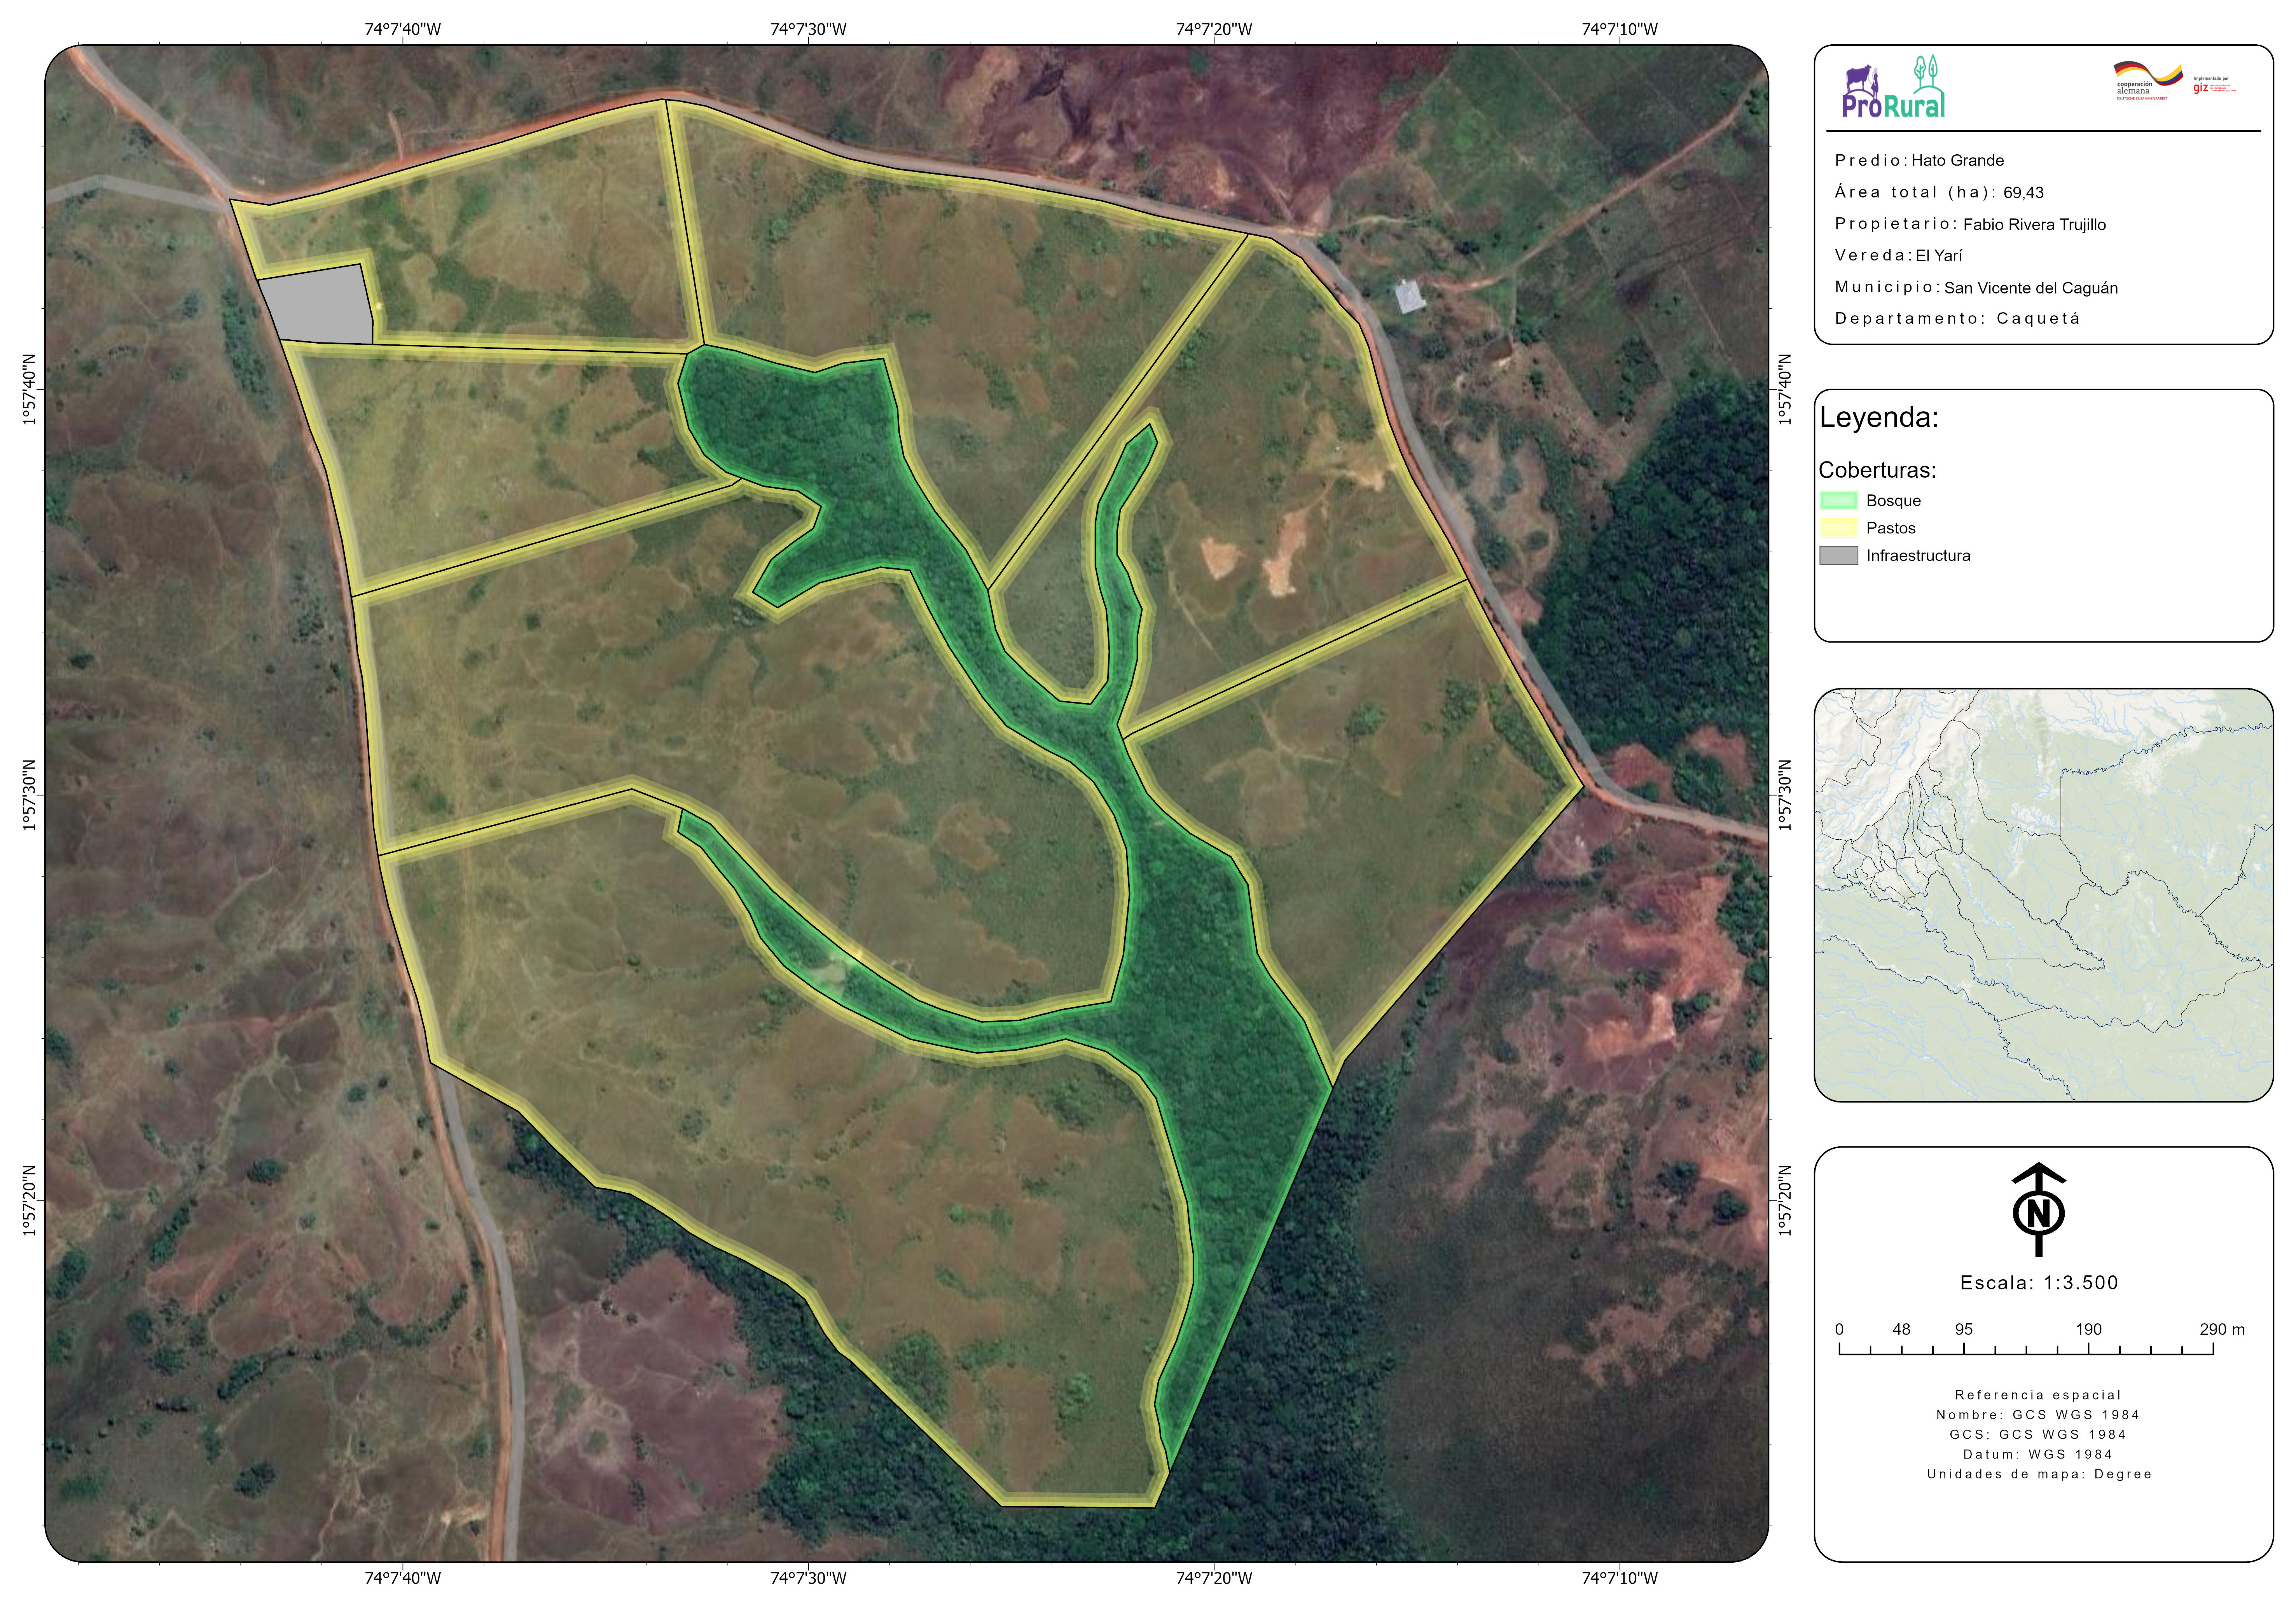 74°7'40"W 74°7'30"W 74°7'20"W 74°7'10"W
1°57'40"N 1°57'40"N
1°57'30"N 1°57'30"N
1°57'20"N 1°57'20"N
74°7'40"W 74°7'30"W 74°7'20"W 74°7'10"W
ProRural
cooperación
alemana
DEUTSCHE ZUSAMMENARBEIT
Implementada por
giz
Predio: Hato Grande
Área total (ha): 69,43
Propietario: Fabio Rivera Trujillo
Vereda: El Yarí
Municipio: San Vicente del Caguán
Departamento: Caquetá
Leyenda:
Coberturas:
Bosque
Pastos
Infraestructura
N
Escala: 1:3.500
0 48 95 190 290 m
Referencia espacial
Nombre: GCS WGS 1984
GCS: GCS WGS 1984
Datum: WGS 1984
Unidades de mapa: Degree